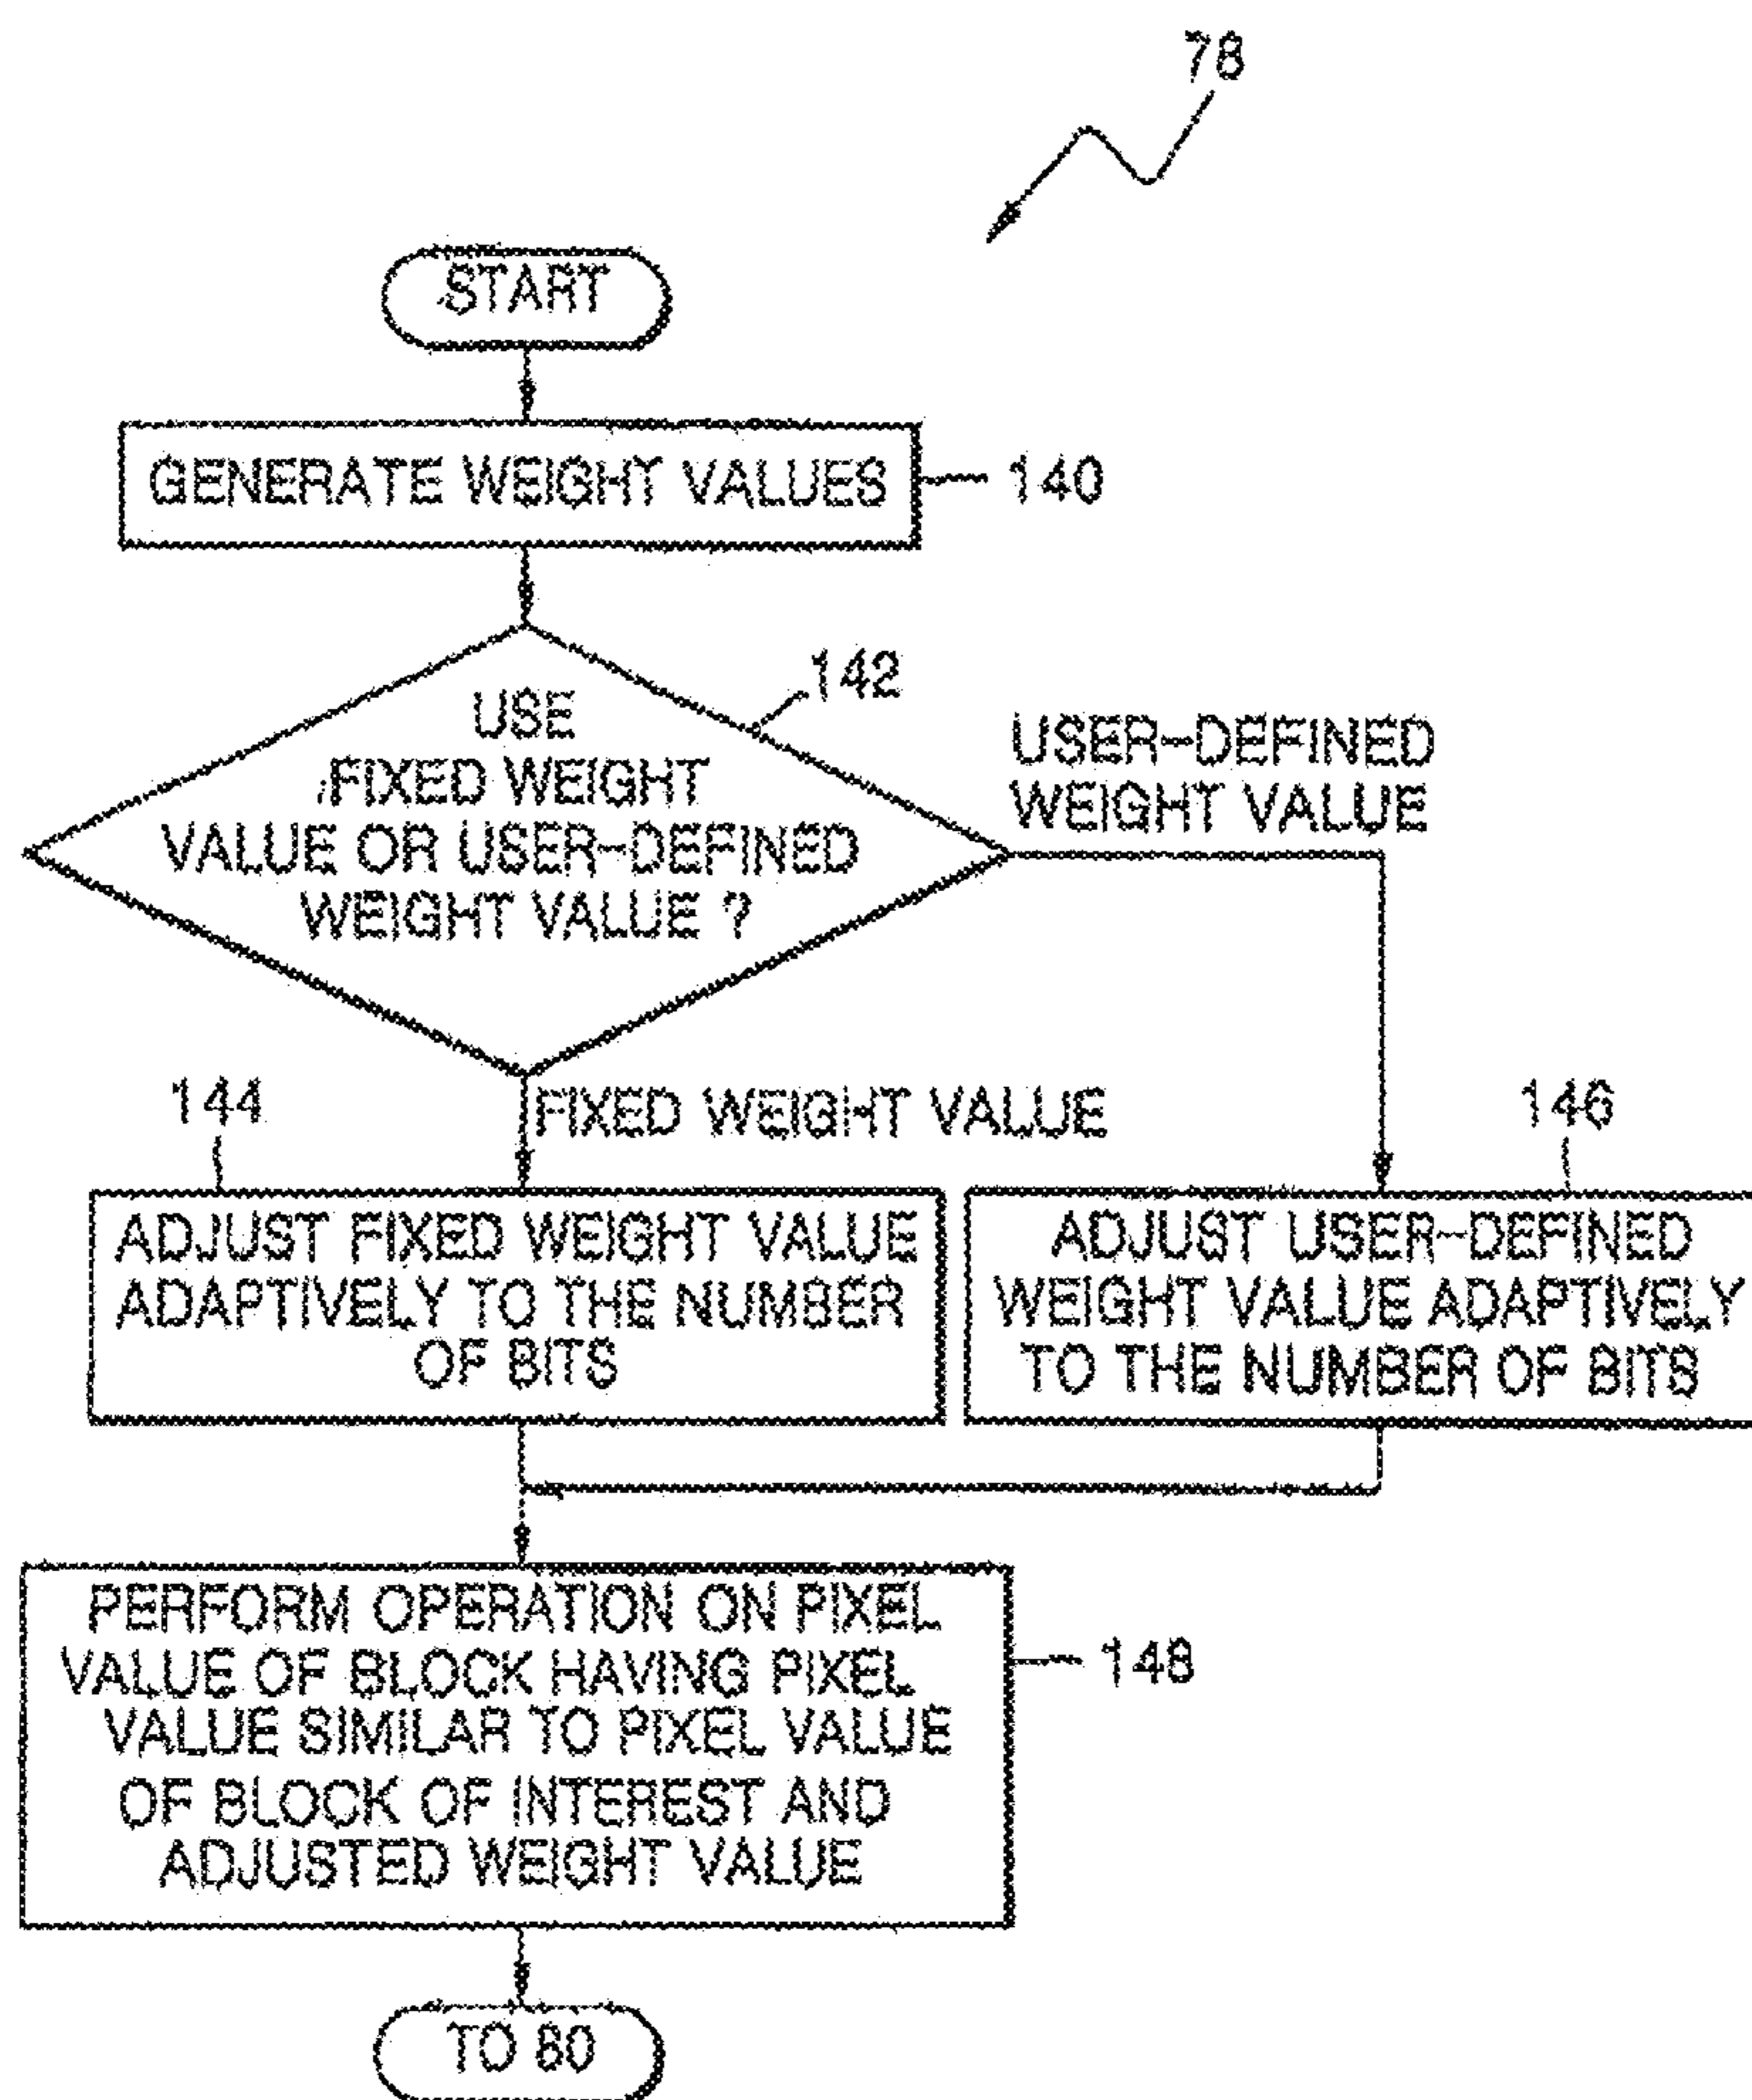 78
START
GENERATE WEIGHT VALUES
140
142
USE
FIXED WEIGHT
VALUE OR USER-DEFINED
WEIGHT VALUE ?
USER-DEFINED
WEIGHT VALUE
FIXED WEIGHT VALUE
144
146
ADJUST FIXED WEIGHT VALUE
ADAPTIVELY TO THE NUMBER
OF BITS
ADJUST USER-DEFINED
WEIGHT VALUE ADAPTIVELY
TO THE NUMBER OF BITS
PERFORM OPERATION ON PIXEL
VALUE OF BLOCK HAVING PIXEL
VALUE SIMILAR TO PIXEL VALUE
OF BLOCK OF INTEREST AND
ADJUSTED WEIGHT VALUE
148
TO 80